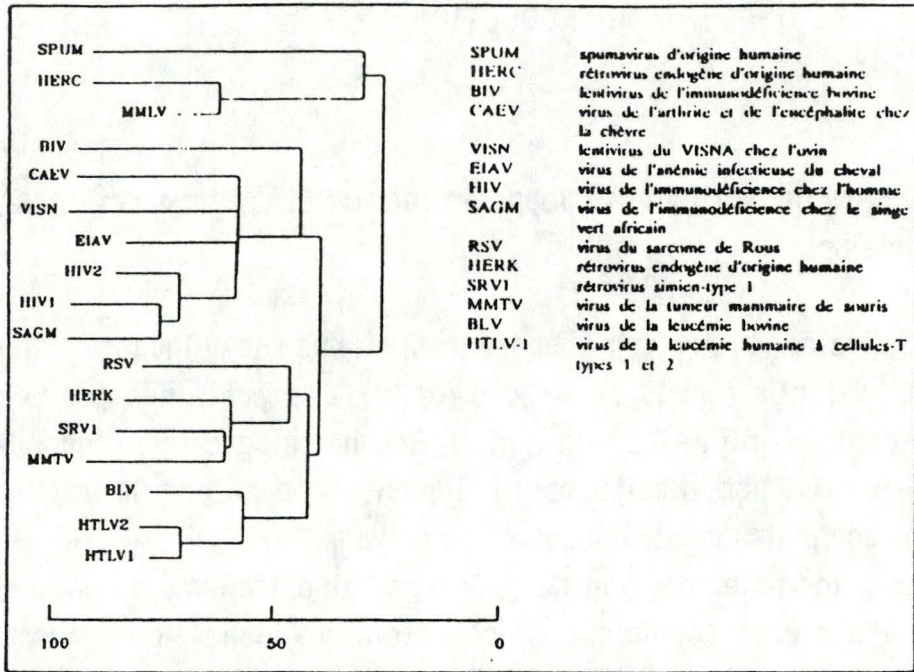 SPUM
HERC
MMLV
BIV
CAEV
VISN
EIAV
HIV2
HIV1
SAGM
RSV
HERK
SRV1
MMTV
BLV
HTLV2
HTLV1
100 50 0
SPUM spumavirus d'origine humaine
HERC rétrovirus endogène d'origine humaine
BIV lentivirus de l'immunodéficience bovine
CAEV virus de l'arthrite et de l'encéphalite chez
la chèvre
VISN lentivirus du VISNA chez l'ovin
EIAV virus de l'anémie infectieuse du cheval
HIV virus de l'immunodéficience chez l'homme
SAGM virus de l'immunodéficience chez le singe
vert africain
RSV virus du sarcome de Rous
HERK rétrovirus endogène d'origine humaine
SRV1 rétrovirus simien-type 1
MMTV virus de la tumeur mammaire de souris
BLV virus de la leucémie bovine
HTLV-1 virus de la leucémie humaine à cellules-T
types 1 et 2